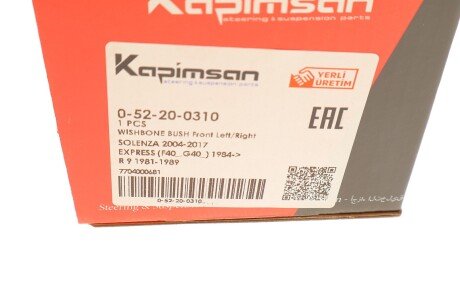 Kapimsan
steering & suspension parts
Kapimsan
steering & suspension parts
YERLİ
ÜRETİM
0-52-20-0310
1 PCS
WISHBONE BUSH Front Left/Right
SOLENZA 2004-2017
EXPRESS (F40_ G40_) 1984->
R 9 1981-1989
7704000681
EAC
0-52-20-0310
Steering &